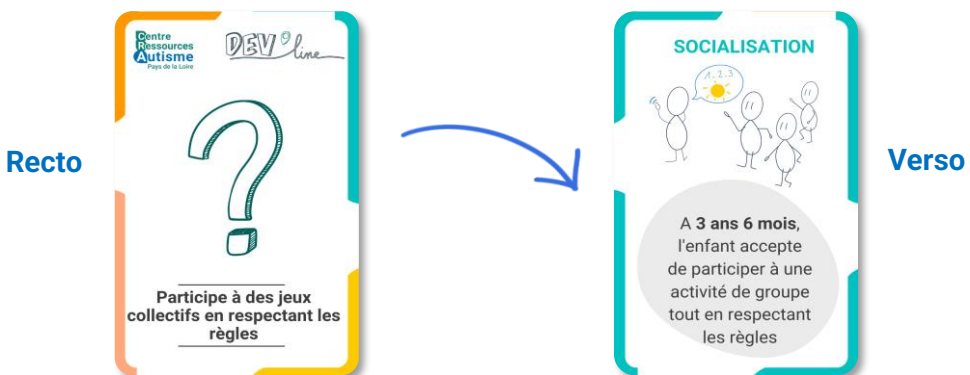 Recto
Centre
Ressources
Autisme
Pays de la Loire
DEV line
?
Participe à des jeux
collectifs en respectant les
règles
SOCIALISATION
1, 2, 3
A 3 ans 6 mois,
l'enfant accepte
de participer à une
activité de groupe
tout en respectant
les règles
Verso